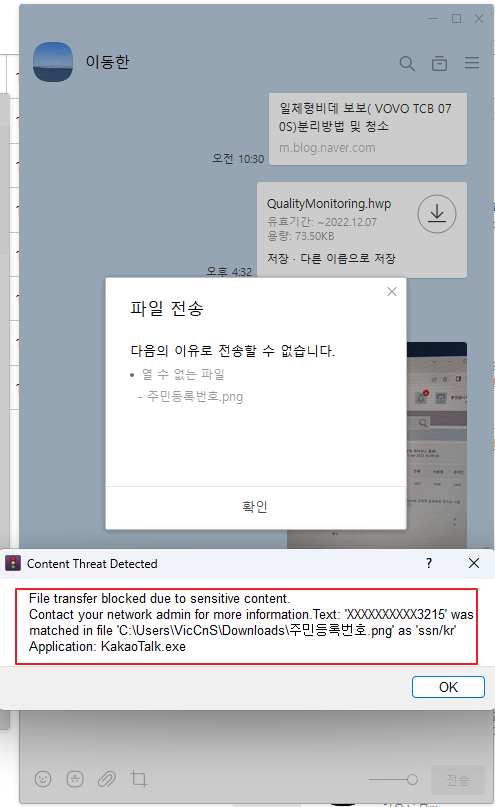 이동한
일체형비데 보보( VOVO TCB 07
0S)분리방법 및 청소
m.blog.naver.com
오전 10:30
QualityMonitoring.hwp
유효기간: ~2022.12.07
용량: 73.50KB
저장 · 다른 이름으로 저장
오후 4:32
파일 전송
다음의 이유로 전송할 수 없습니다.
• 열 수 없는 파일
- 주민등록번호.png
확인
Content Threat Detected
File transfer blocked due to sensitive content.
Contact your network admin for more information.Text: 'XXXXXXXXXX3215' was
matched in file 'C:\Users\VicCnS\Downloads\주민등록번호.png' as 'ssn/kr'
Application: KakaoTalk.exe
OK
전송